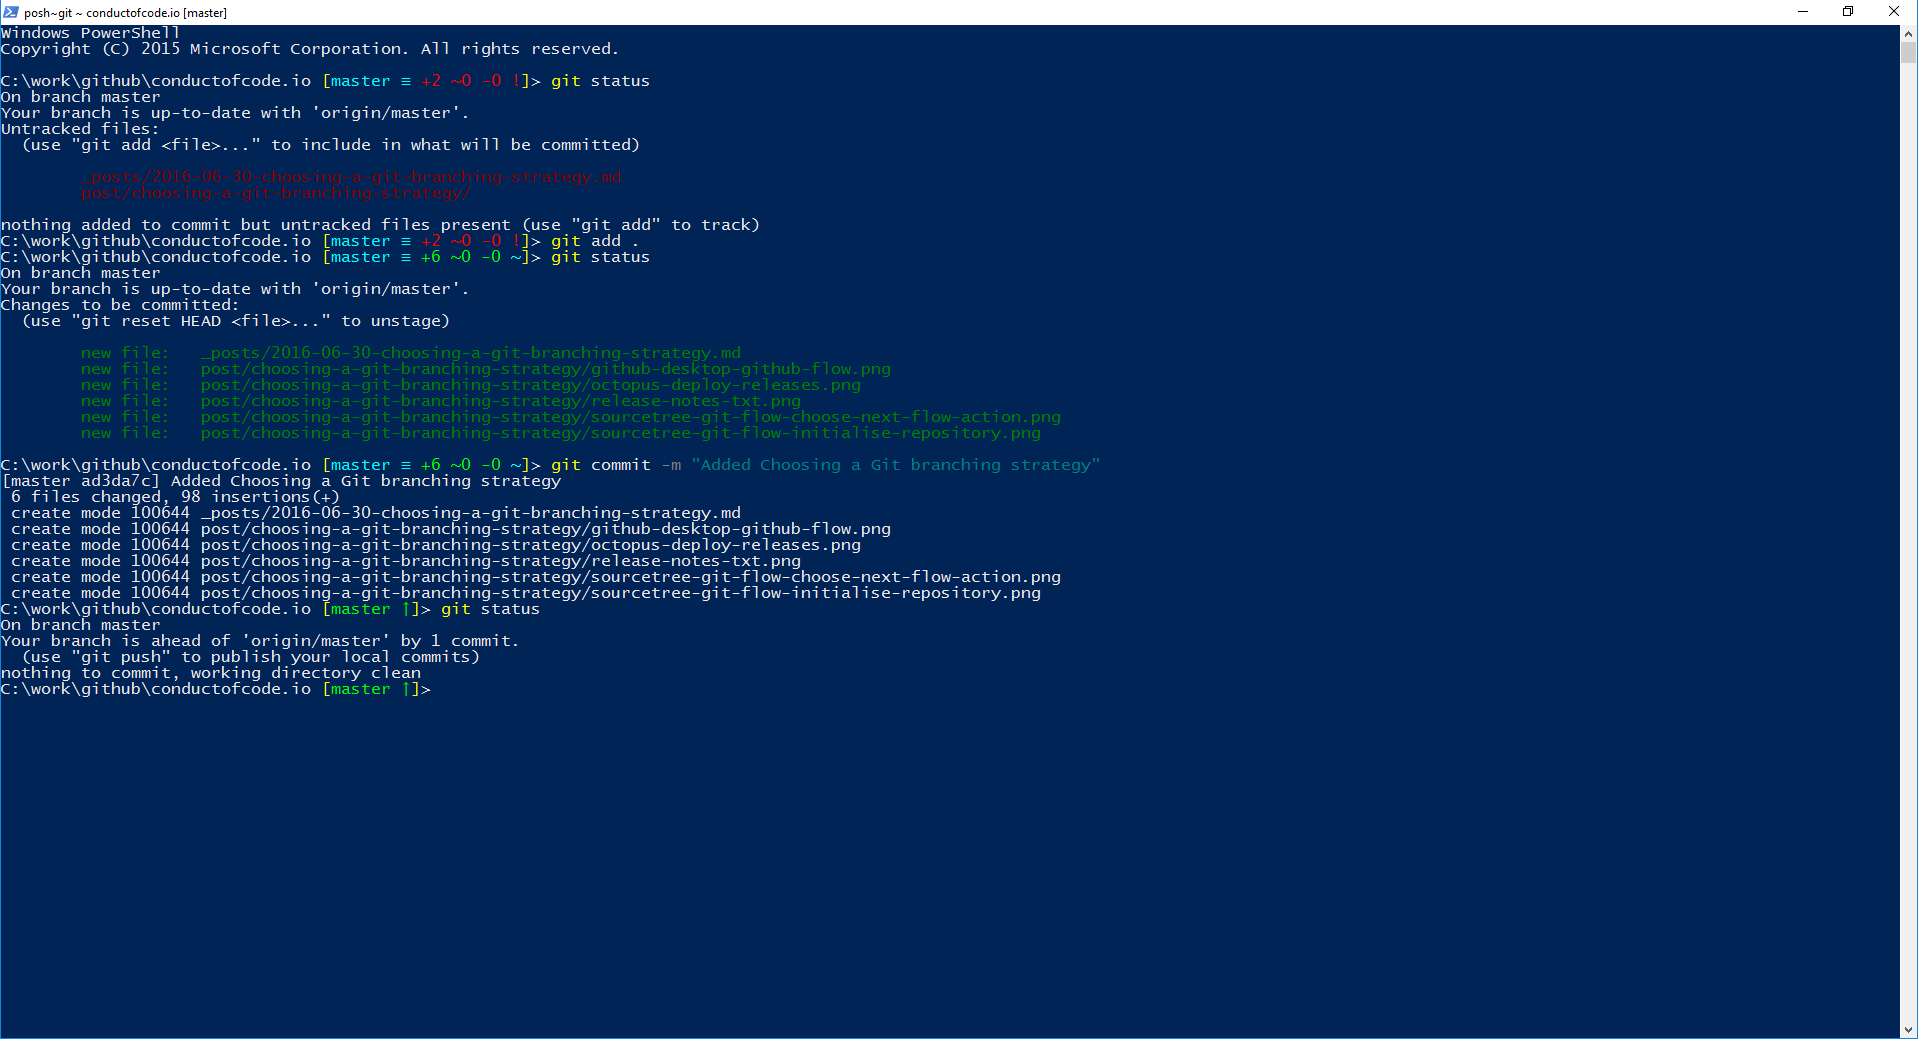 posh~git ~ conductofcode.io [master]
Windows PowerShell
Copyright (C) 2015 Microsoft Corporation. All rights reserved.
C:\work\github\conductofcode.io [master ≡ +2 ~0 -0 !]> git status
On branch master
Your branch is up-to-date with 'origin/master'.
Untracked files:
  (use "git add <file>..." to include in what will be committed)
        _posts/2016-06-30-choosing-a-git-branching-strategy.md
        post/choosing-a-git-branching-strategy/
nothing added to commit but untracked files present (use "git add" to track)
C:\work\github\conductofcode.io [master ≡ +2 ~0 -0 !]> git add .
C:\work\github\conductofcode.io [master ≡ +6 ~0 -0 ~]> git status
On branch master
Your branch is up-to-date with 'origin/master'.
Changes to be committed:
  (use "git reset HEAD <file>..." to unstage)
        new file:   _posts/2016-06-30-choosing-a-git-branching-strategy.md
        new file:   post/choosing-a-git-branching-strategy/github-desktop-github-flow.png
        new file:   post/choosing-a-git-branching-strategy/octopus-deploy-releases.png
        new file:   post/choosing-a-git-branching-strategy/release-notes-txt.png
        new file:   post/choosing-a-git-branching-strategy/sourcetree-git-flow-choose-next-flow-action.png
        new file:   post/choosing-a-git-branching-strategy/sourcetree-git-flow-initialise-repository.png
C:\work\github\conductofcode.io [master ≡ +6 ~0 -0 ~]> git commit -m "Added Choosing a Git branching strategy"
[master ad3da7c] Added Choosing a Git branching strategy
 6 files changed, 98 insertions(+)
 create mode 100644 _posts/2016-06-30-choosing-a-git-branching-strategy.md
 create mode 100644 post/choosing-a-git-branching-strategy/github-desktop-github-flow.png
 create mode 100644 post/choosing-a-git-branching-strategy/octopus-deploy-releases.png
 create mode 100644 post/choosing-a-git-branching-strategy/release-notes-txt.png
 create mode 100644 post/choosing-a-git-branching-strategy/sourcetree-git-flow-choose-next-flow-action.png
 create mode 100644 post/choosing-a-git-branching-strategy/sourcetree-git-flow-initialise-repository.png
C:\work\github\conductofcode.io [master ↑]> git status
On branch master
Your branch is ahead of 'origin/master' by 1 commit.
  (use "git push" to publish your local commits)
nothing to commit, working directory clean
C:\work\github\conductofcode.io [master ↑]>